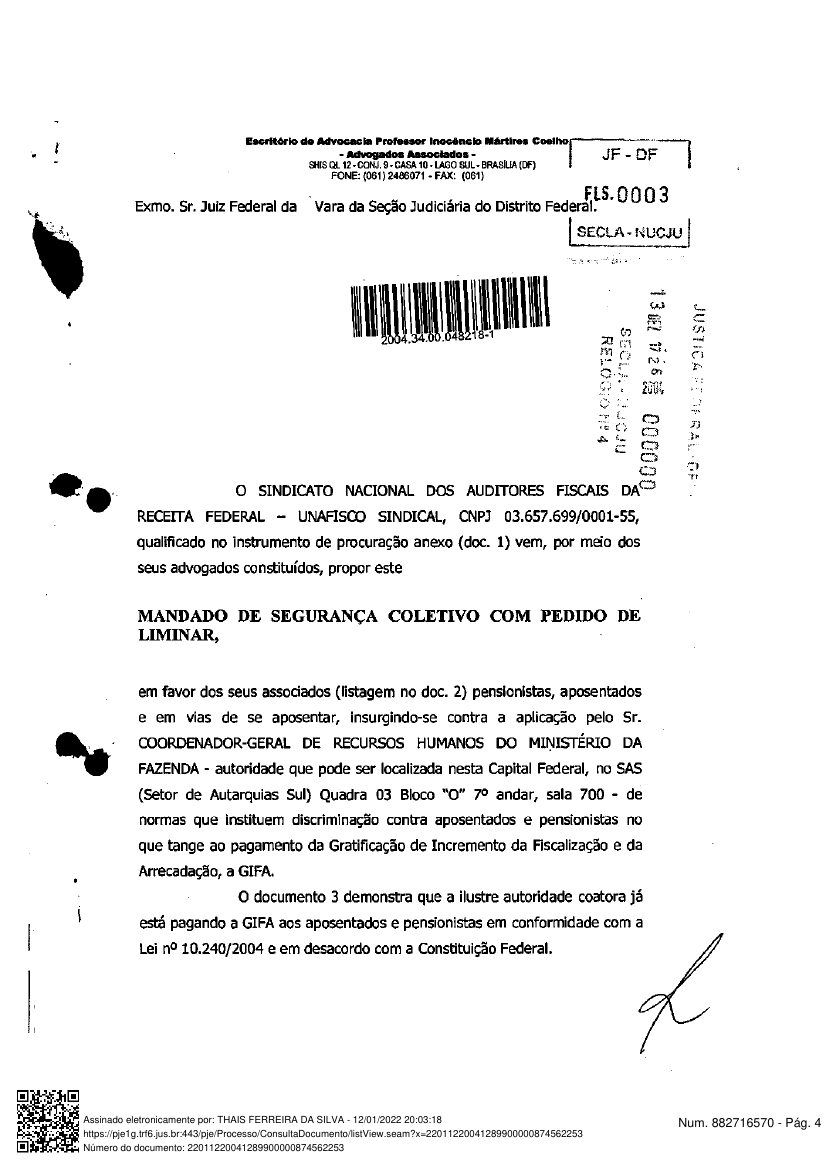 Escritório de Advocacia Professor Inocêncio Mártires Coelho
- Advogados Associados -
SHIS QI. 12 - CONJ. 9 - CASA 10 - LAGO SUL - BRASÍLIA (DF)
FONE: (061) 2486071 - FAX: (061)
JF - DF
FLS.0003
SECLA - NUCJU
Exmo. Sr. Juiz Federal da Vara da Seção Judiciária do Distrito Federal.
2004.34.00.048218-1
JUSTICA FEDERAL-DF
13 DEZ 17 26 2004 000000
SECLA-NUCJU
RELOGIO Nº 4
O SINDICATO NACIONAL DOS AUDITORES FISCAIS DA
RECEITA FEDERAL – UNAFISCO SINDICAL, CNPJ 03.657.699/0001-55,
qualificado no instrumento de procuração anexo (doc. 1) vem, por meio dos
seus advogados constituídos, propor este
MANDADO DE SEGURANÇA COLETIVO COM PEDIDO DE
LIMINAR,
em favor dos seus associados (listagem no doc. 2) pensionistas, aposentados
e em vias de se aposentar, insurgindo-se contra a aplicação pelo Sr.
COORDENADOR-GERAL DE RECURSOS HUMANOS DO MINISTÉRIO DA
FAZENDA - autoridade que pode ser localizada nesta Capital Federal, no SAS
(Setor de Autarquias Sul) Quadra 03 Bloco "O" 7º andar, sala 700 - de
normas que instituem discriminação contra aposentados e pensionistas no
que tange ao pagamento da Gratificação de Incremento da Fiscalização e da
Arrecadação, a GIFA.
O documento 3 demonstra que a ilustre autoridade coatora já
está pagando a GIFA aos aposentados e pensionistas em conformidade com a
Lei nº 10.240/2004 e em desacordo com a Constituição Federal.
Assinado eletronicamente por: THAIS FERREIRA DA SILVA - 12/01/2022 20:03:18
https://pje1g.trf6.jus.br:443/pje/Processo/ConsultaDocumento/listView.seam?x=22011220041289900000874562253
Número do documento: 22011220041289900000874562253
Num. 882716570 - Pág. 4